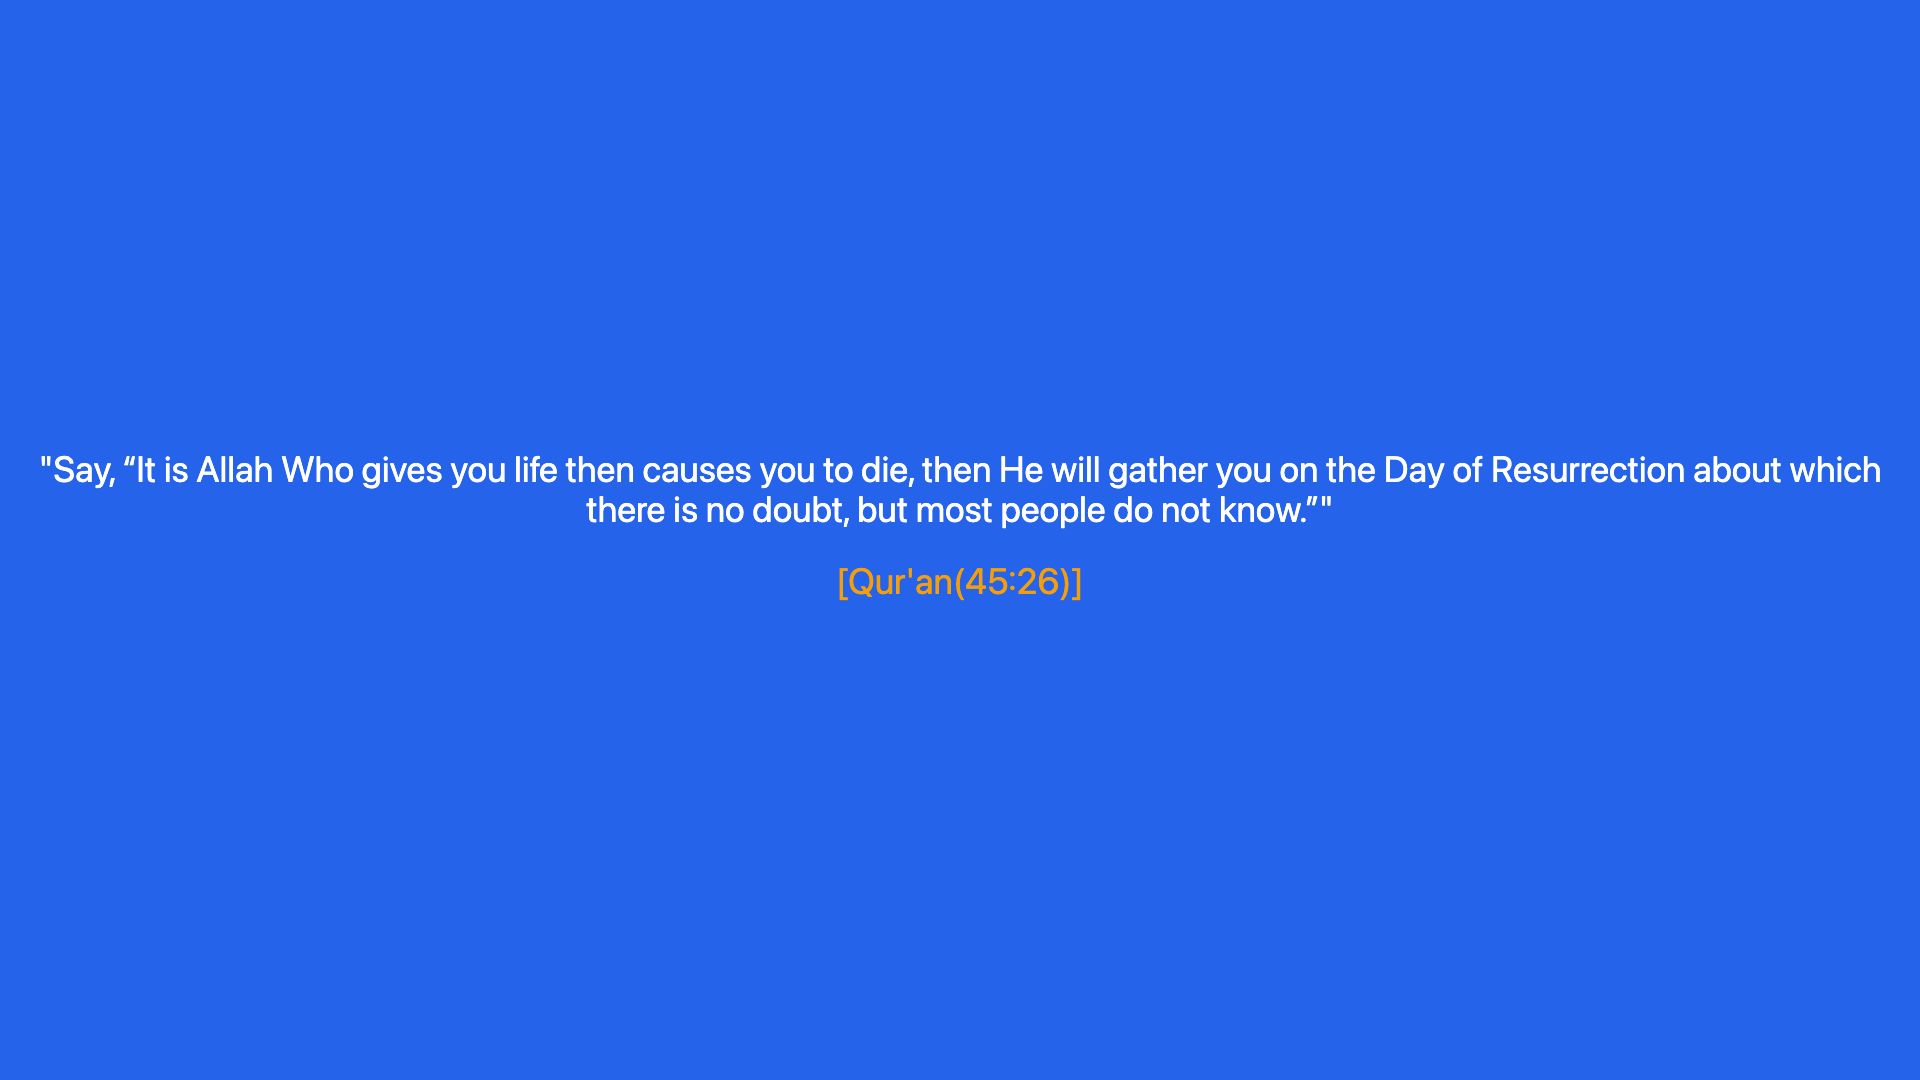 "Say, “It is Allah Who gives you life then causes you to die, then He will gather you on the Day of Resurrection about which
there is no doubt, but most people do not know.”"
[Qur'an(45:26)]